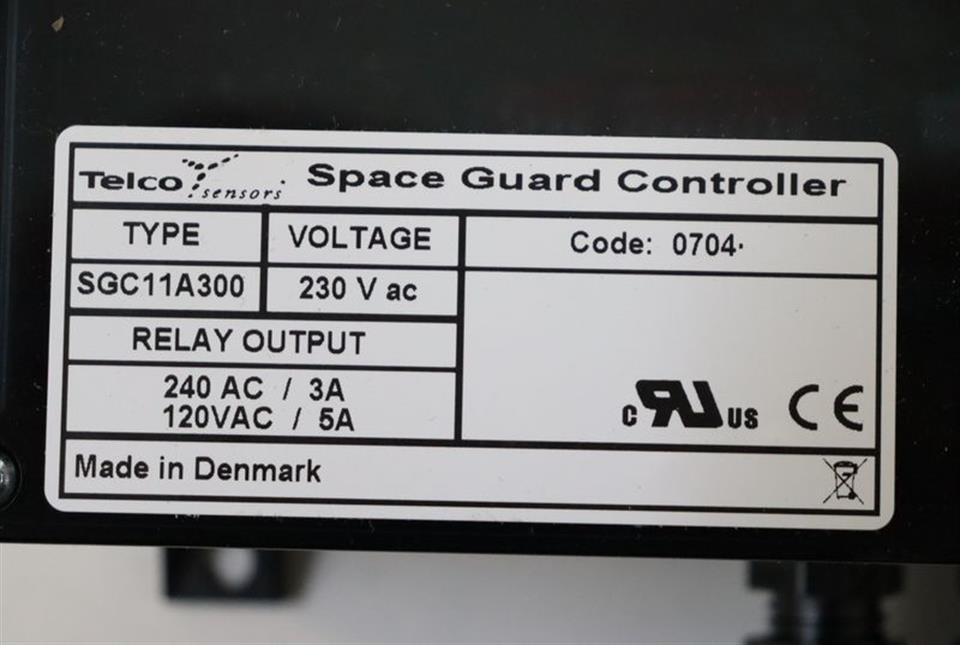 Telco sensors Space Guard Controller
TYPE VOLTAGE Code: 0704.
SGC11A300 230 V ac
RELAY OUTPUT
240 AC / 3A
120VAC / 5A
c RU US CE
Made in Denmark